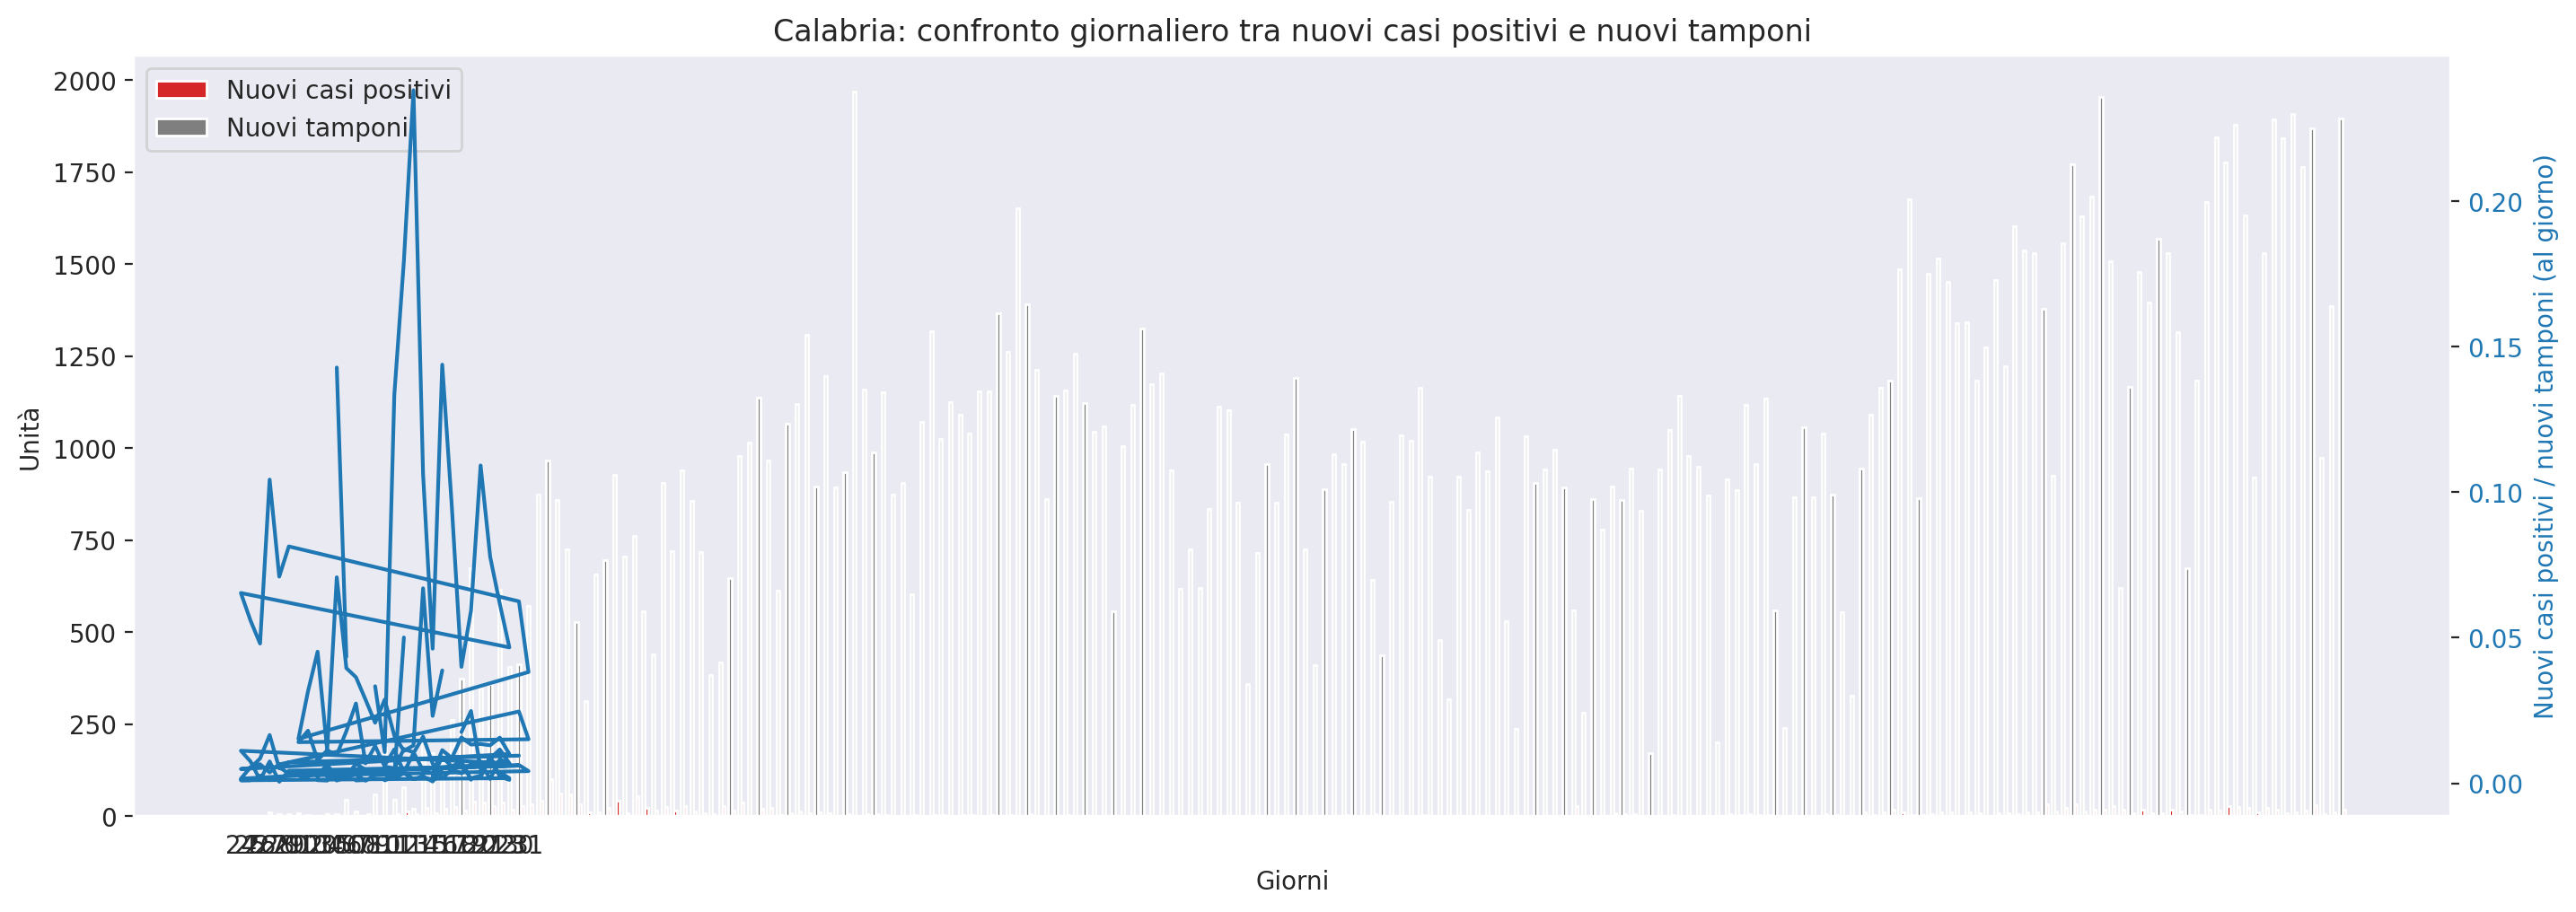 Calabria: confronto giornaliero tra nuovi casi positivi e nuovi tamponi
Nuovi casi positivi
Nuovi tamponi
2000
1750
1500
1250
1000
750
500
250
0
Unità
0.20
0.15
0.10
0.05
0.00
Nuovi casi positivi / nuovi tamponi (al giorno)
Giorni